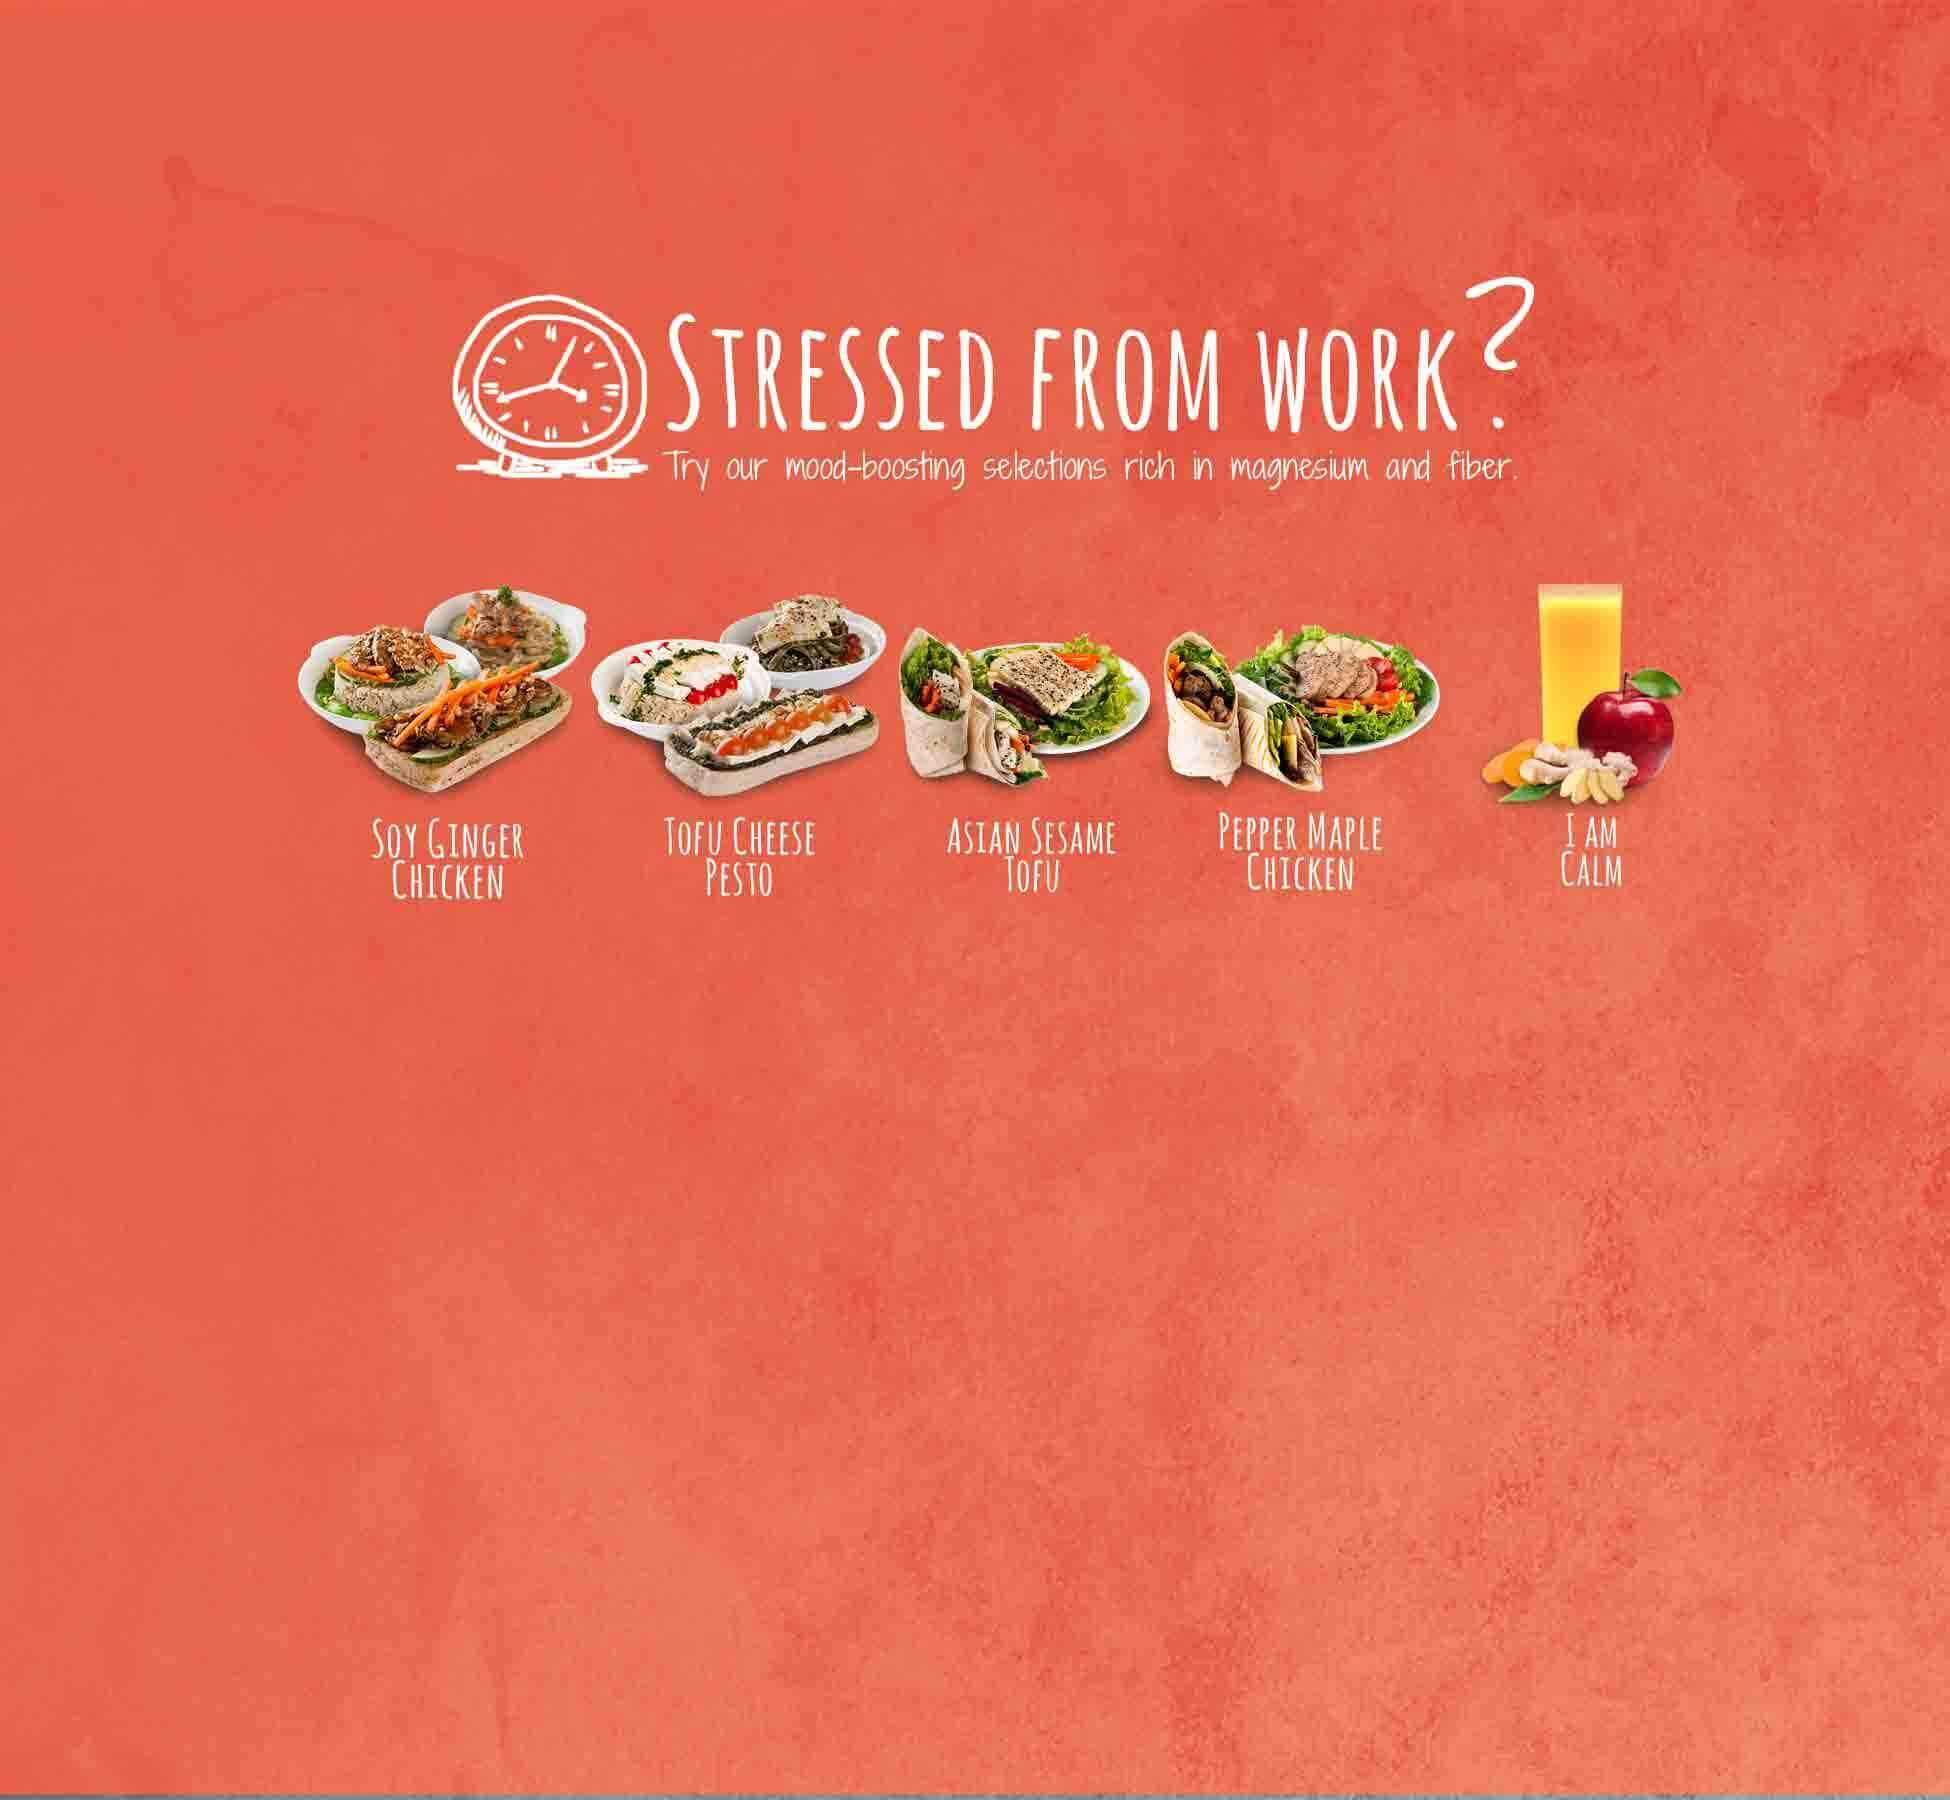 STRESSED FROM WORK?
Try our mood-boosting selections rich in magnesium and fiber.
SOY GINGER
CHICKEN
TOFU CHEESE
PESTO
ASIAN SESAME
TOFU
PEPPER MAPLE
CHICKEN
I AM
CALM